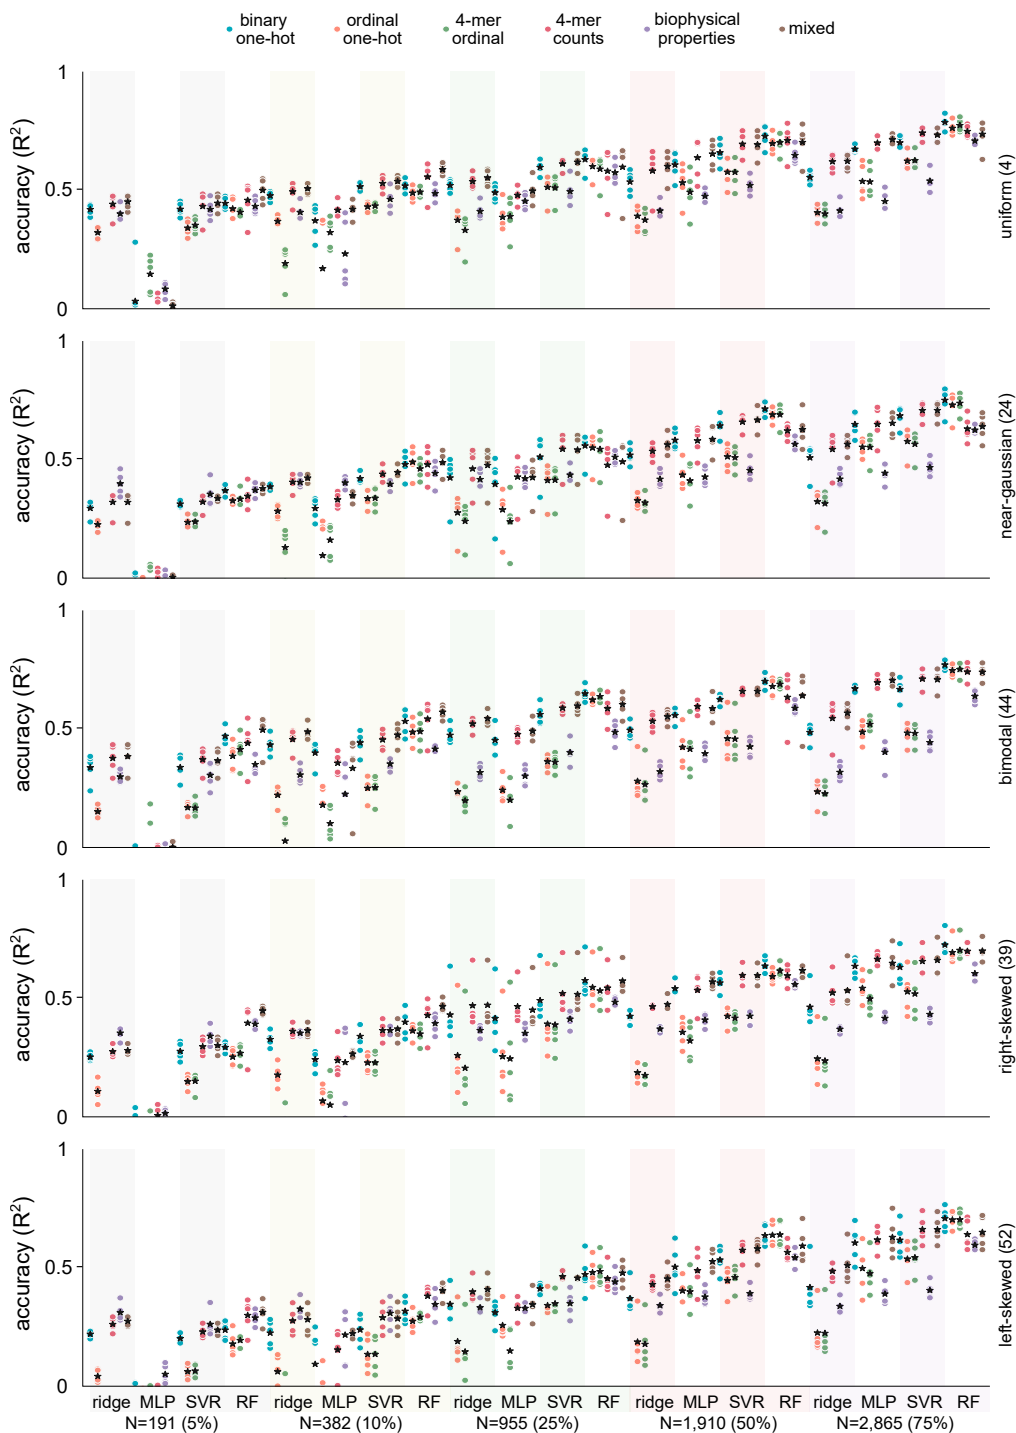 binary one-hot
ordinal one-hot
4-mer ordinal
4-mer counts
biophysical properties
mixed
1
0.5
0
accuracy (R²)
uniform (4)
1
0.5
0
accuracy (R²)
near-gaussian (24)
1
0.5
0
accuracy (R²)
bimodal (44)
1
0.5
0
accuracy (R²)
right-skewed (39)
1
0.5
0
accuracy (R²)
left-skewed (52)
ridge MLP SVR RF ridge MLP SVR RF ridge MLP SVR RF ridge MLP SVR RF ridge MLP SVR RF
N=191 (5%) N=382 (10%) N=955 (25%) N=1,910 (50%) N=2,865 (75%)